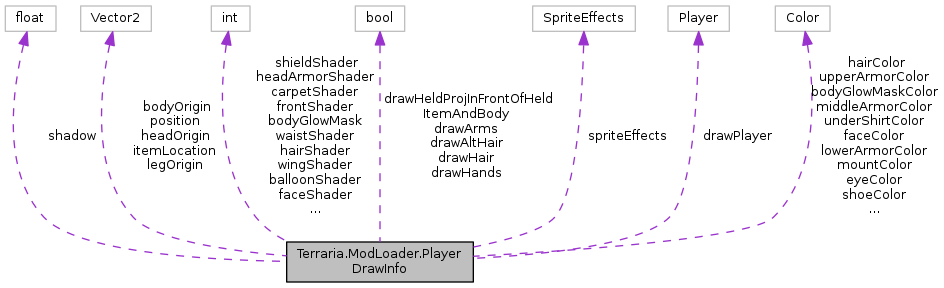 float
Vector2
int
bool
SpriteEffects
Player
Color
shadow
bodyOrigin
position
headOrigin
itemLocation
legOrigin
shieldShader
headArmorShader
carpetShader
frontShader
bodyGlowMask
waistShader
hairShader
wingShader
balloonShader
faceShader
...
drawHeldProjInFrontOfHeld
ItemAndBody
drawArms
drawAltHair
drawHair
drawHands
spriteEffects
drawPlayer
hairColor
upperArmorColor
bodyGlowMaskColor
middleArmorColor
underShirtColor
faceColor
lowerArmorColor
mountColor
eyeColor
shoeColor
...
Terraria.ModLoader.Player
DrawInfo